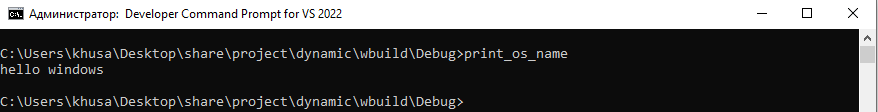 Администратор: Developer Command Prompt for VS 2022
C:\Users\khusa\Desktop\share\project\dynamic\wbuild\Debug>print_os_name
hello windows
C:\Users\khusa\Desktop\share\project\dynamic\wbuild\Debug>